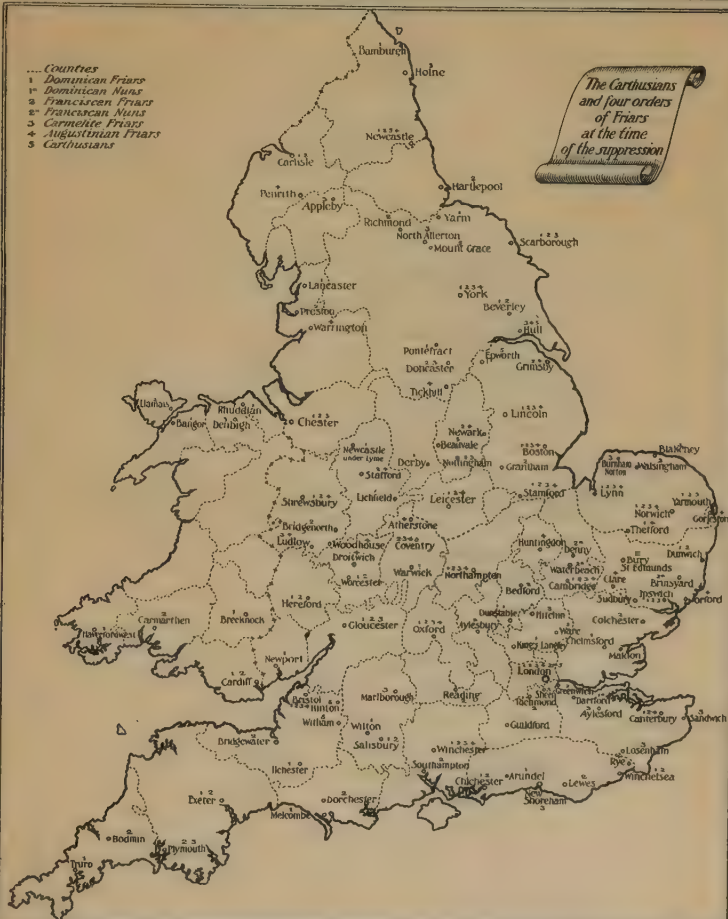 .... Counties
1 Dominican Friars
1ᵃ Dominican Nuns
2 Franciscan Friars
2ᵃ Franciscan Nuns
3 Carmelite Friars
4 Augustinian Friars
5 Carthusians
The Carthusians
and four orders
of Friars
at the time
of the suppression
Bamburgh
Holne
Newcastle
Carlisle
Penrith
Appleby
Hartlepool
Yarm
Richmond
North Allerton
Mount Grace
Scarborough
Lancaster
York
Beverley
Preston
Warrington
Hull
Pontefract
Doncaster
Epworth
Grimsby
Tickhill
Llamais
Rhuddlan
Bangor
Denbigh
Chester
Lincoln
Newark
Beauvale
Boston
Newcastle
under Lyme
Stafford
Derby
Nottingham
Grantham
Blakeney
Burnham
Norton
Walsingham
Lynn
Yarmouth
Norwich
Gorleston
Thetford
Shrewsbury
Lichfield
Leicester
Stamford
Bridgenorth
Atherstone
Ludlow
Woodhouse
Coventry
Droitwich
Huntingdon
Denny
Bury
St Edmunds
Dunwich
Waterbeach
Cambridge
Clare
Brusyard
Worcester
Warwick
Northampton
Bedford
Sudbury
Ipswich
Orford
Hereford
Brecknock
Carmarthen
Haverfordwest
Gloucester
Oxford
Dunstable
Aylesbury
Hitchin
Ware
Colchester
Kings Langley
Chelmsford
Maldon
Newport
Cardiff
London
Bristol
Hinton
Marlborough
Reading
Sheen
Richmond
Greenwich
Dartford
Aylesford
Canterbury
Sandwich
Witham
Wilton
Salisbury
Guildford
Bridgewater
Winchester
Losenham
Rye
Winchelsea
Ilchester
Southampton
Chichester
Arundel
Lewes
New
Shoreham
Exeter
Dorchester
Melcombe
Bodmin
Plymouth
Truro